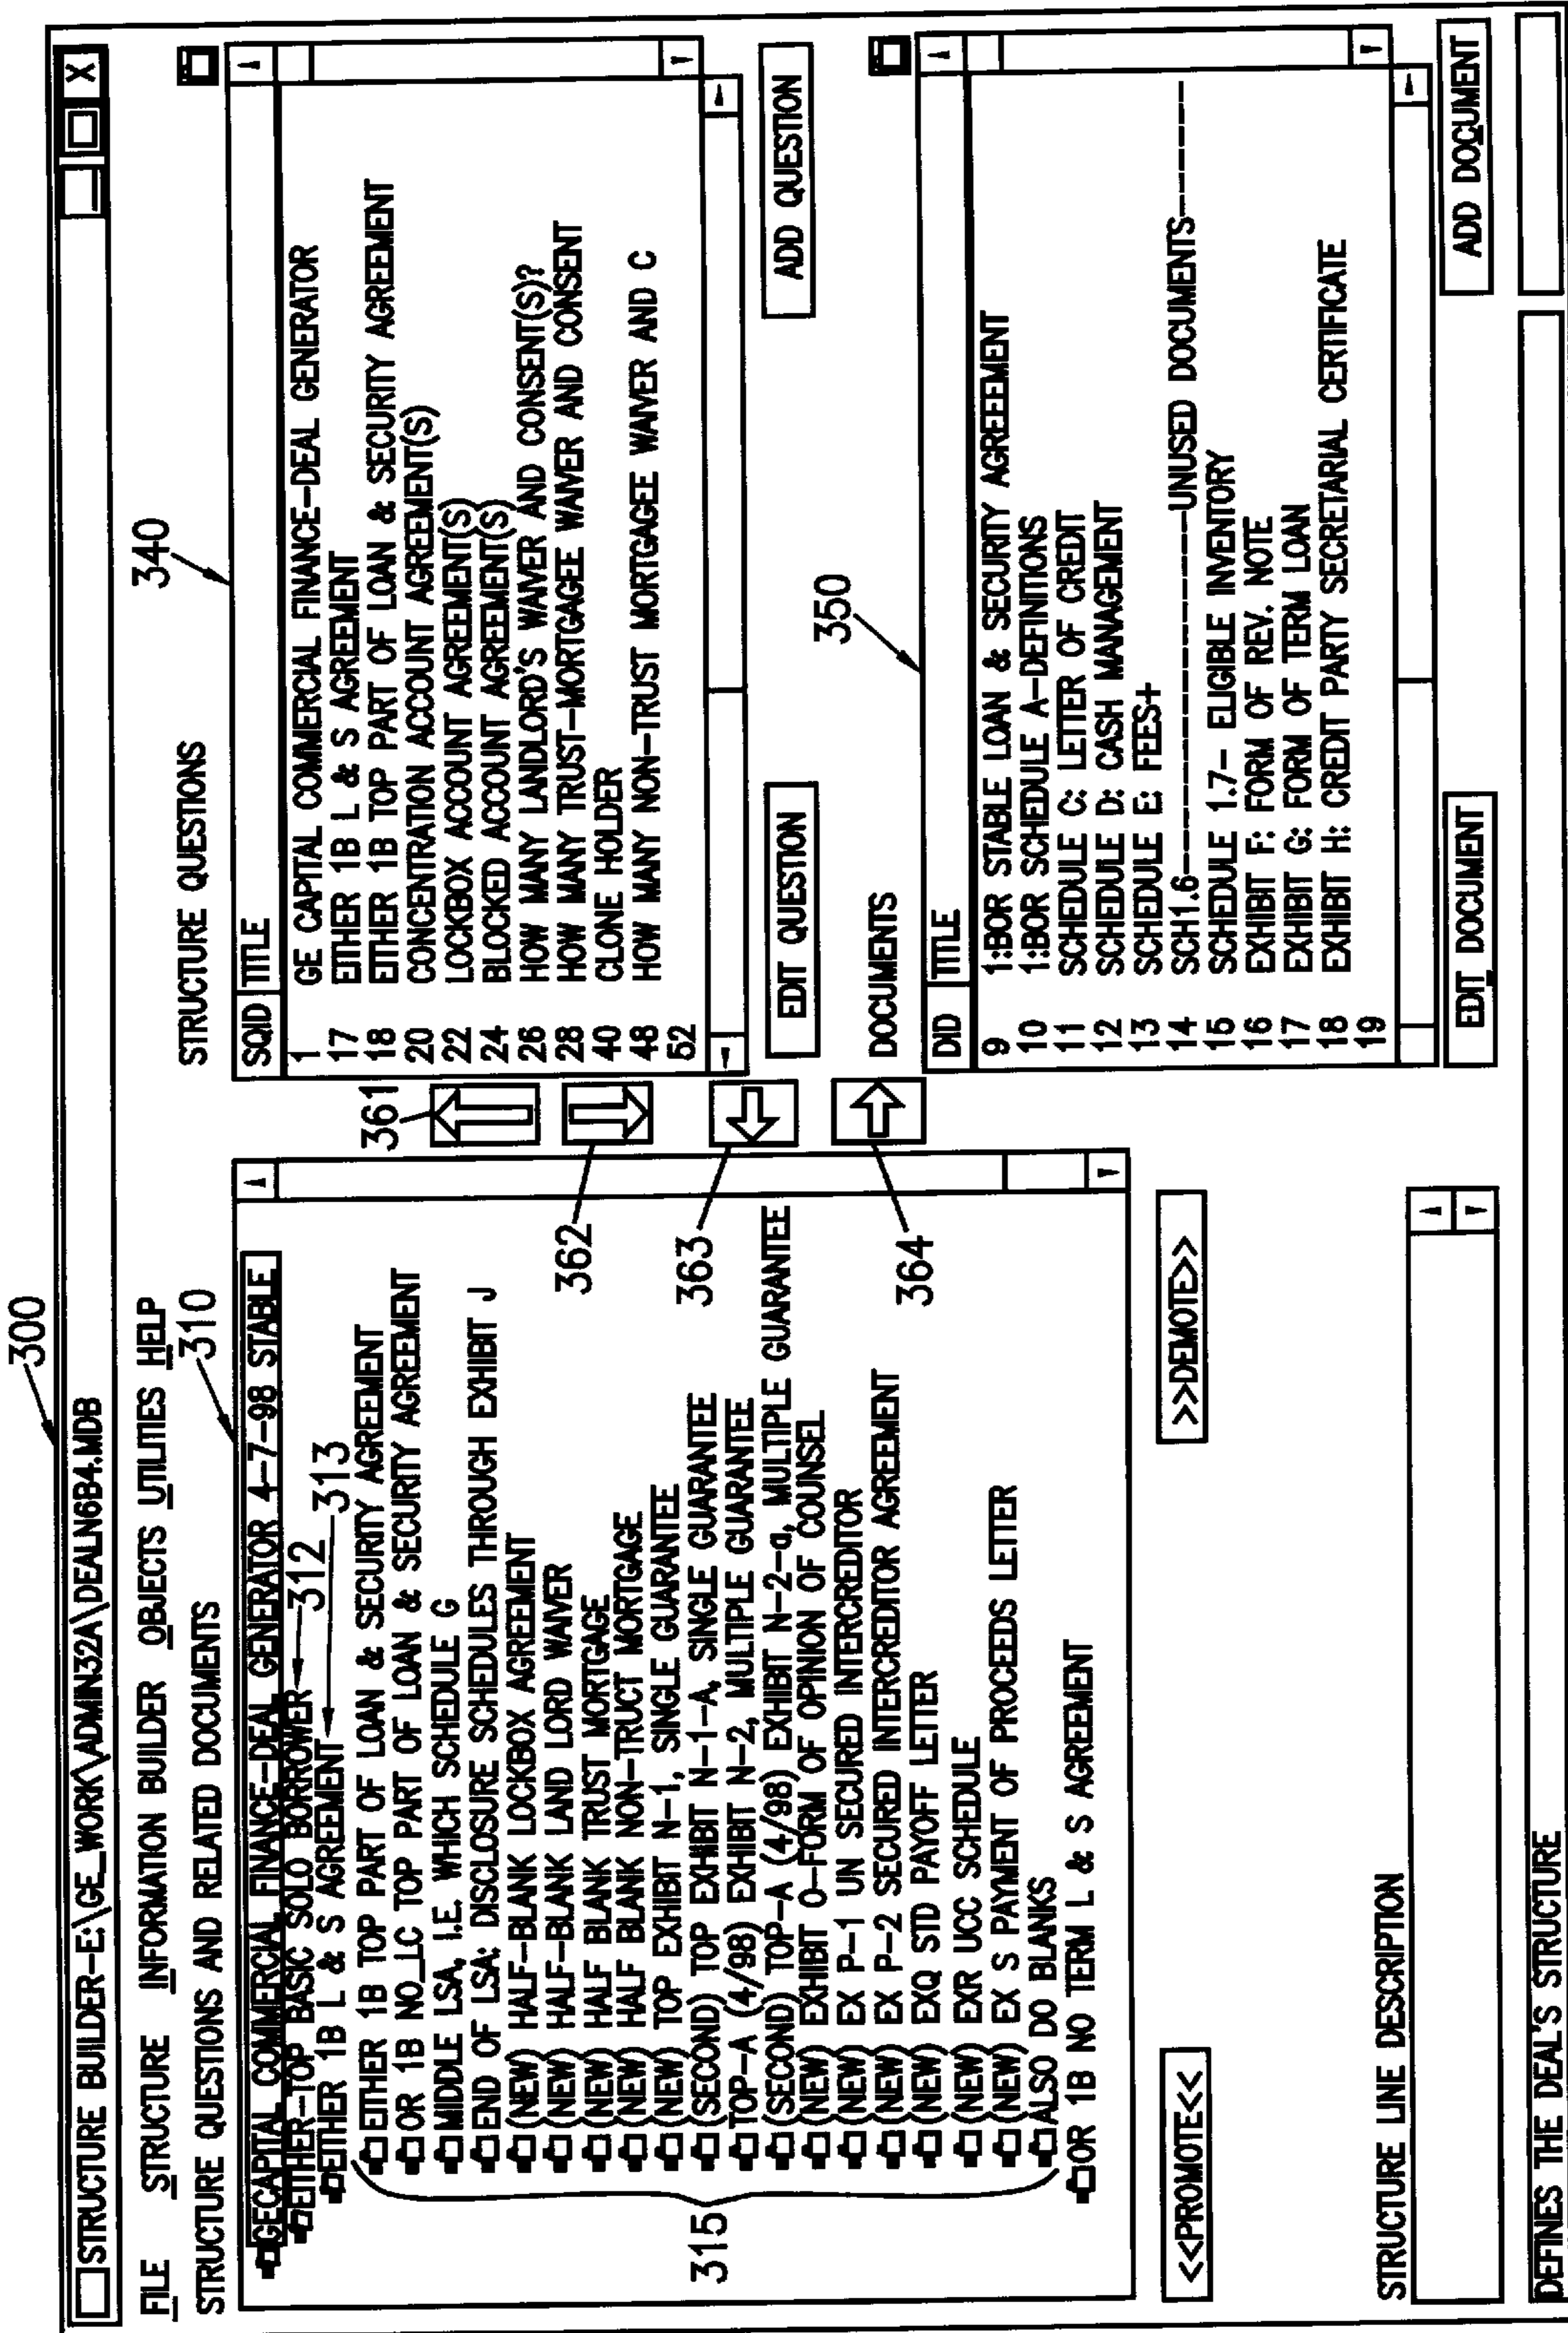 300
STRUCTURE BUILDER-E:\GE_WORK\ADMIN32A\DEALN6B4.MDB
X
FILE STRUCTURE INFORMATION BUILDER OBJECTS UTILITIES HELP
STRUCTURE QUESTIONS AND RELATED DOCUMENTS
310
GECAPITAL COMMERCIAL FINANCE-DEAL GENERATOR 4-7-98 STABLE
EITHER-TOP BASIC SOLO BORROWER
312
EITHER 1B L & S AGREEMENT
313
EITHER 1B TOP PART OF LOAN & SECURITY AGREEMENT
OR 1B NO_LC TOP PART OF LOAN & SECURITY AGREEMENT
MIDDLE LSA, I.E. WHICH SCHEDULE G
END OF LSA: DISCLOSURE SCHEDULES THROUGH EXHIBIT J
(NEW) HALF-BLANK LOCKBOX AGREEMENT
(NEW) HALF-BLANK LAND LORD WAIVER
(NEW) HALF BLANK TRUST MORTGAGE
(NEW) HALF BLANK NON-TRUCT MORTGAGE
(NEW) TOP EXHIBIT N-1, SINGLE GUARANTEE
(SECOND) TOP EXHIBIT N-1-A, SINGLE GUARANTEE
TOP-A (4/98) EXHIBIT N-2, MULTIPLE GUARANTEE
(SECOND) TOP-A (4/98) EXHIBIT N-2-a, MULTIPLE GUARANTEE
(NEW) EXHIBIT O-FORM OF OPINION OF COUNSEL
(NEW) EX P-1 UN SECURED INTERCREDITOR
(NEW) EX P-2 SECURED INTERCREDITOR AGREEMENT
(NEW) EXQ STD PAYOFF LETTER
(NEW) EXR UCC SCHEDULE
(NEW) EX S PAYMENT OF PROCEEDS LETTER
ALSO DO BLANKS
OR 1B NO TERM L & S AGREEMENT
315
<<PROMOTE<<
>>DEMOTE>>
STRUCTURE LINE DESCRIPTION
DEFINES THE DEAL'S STRUCTURE
361
362
363
364
STRUCTURE QUESTIONS
340
SQID TITLE
1 GE CAPITAL COMMERCIAL FINANCE-DEAL GENERATOR
17 EITHER 1B L & S AGREEMENT
18 EITHER 1B TOP PART OF LOAN & SECURITY AGREEMENT
20 CONCENTRATION ACCOUNT AGREEMENT(S)
22 LOCKBOX ACCOUNT AGREEMENT(S)
24 BLOCKED ACCOUNT AGREEMENT(S)
26 HOW MANY LANDLORD'S WAIVER AND CONSENT(S)?
28 HOW MANY TRUST-MORTGAGEE WAIVER AND CONSENT
40 CLONE HOLDER
48 HOW MANY NON-TRUST MORTGAGEE WAIVER AND C
52
EDIT QUESTION
ADD QUESTION
DOCUMENTS
350
DID TITLE
9 1:BOR STABLE LOAN & SECURITY AGREEEMENT
10 1:BOR SCHEDULE A-DEFINITIONS
11 SCHEDULE C: LETTER OF CREDIT
12 SCHEDULE D: CASH MANAGEMENT
13 SCHEDULE E: FEES+
14 SCH1.6---------------UNUSED DOCUMENTS----------
15 SCHEDULE 1.7- ELIGIBLE INVENTORY
16 EXHIBIT F: FORM OF REV. NOTE
17 EXHIBIT G: FORM OF TERM LOAN
18 EXHIBIT H: CREDIT PARTY SECRETARIAL CERTIFICATE
19
EDIT DOCUMENT
ADD DOCUMENT